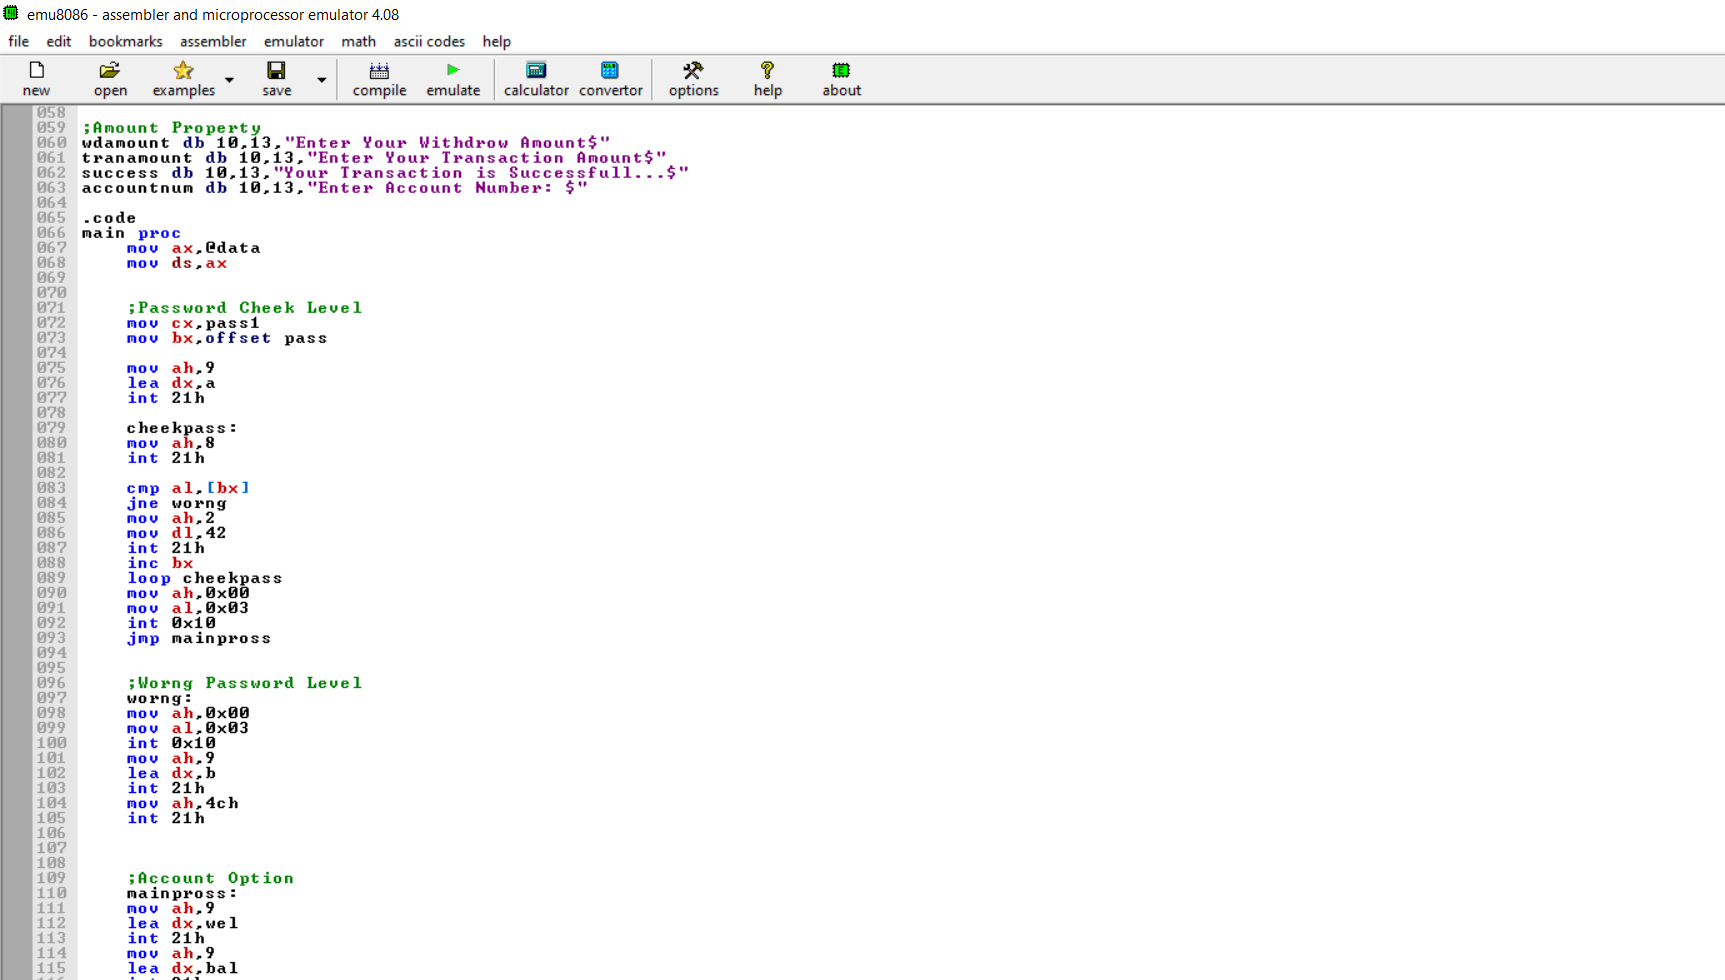 emu8086 - assembler and microprocessor emulator 4.08
file edit bookmarks assembler emulator math ascii codes help
new open examples save compile emulate calculator convertor options help about
058
059 ;Amount Property
060 wdamount db 10,13,"Enter Your Withdrow Amount$"
061 tranamount db 10,13,"Enter Your Transaction Amount$"
062 success db 10,13,"Your Transaction is Successfull...$"
063 accountnum db 10,13,"Enter Account Number: $"
064
065 .code
066 main proc
067 mov ax,@data
068 mov ds,ax
069
070
071 ;Password Cheek Level
072 mov cx,pass1
073 mov bx,offset pass
074
075 mov ah,9
076 lea dx,a
077 int 21h
078
079 cheekpass:
080 mov ah,8
081 int 21h
082
083 cmp al,[bx]
084 jne worng
085 mov ah,2
086 mov dl,42
087 int 21h
088 inc bx
089 loop cheekpass
090 mov ah,0x00
091 mov al,0x03
092 int 0x10
093 jmp mainpross
094
095
096 ;Worng Password Level
097 worng:
098 mov ah,0x00
099 mov al,0x03
100 int 0x10
101 mov ah,9
102 lea dx,b
103 int 21h
104 mov ah,4ch
105 int 21h
106
107
108
109 ;Account Option
110 mainpross:
111 mov ah,9
112 lea dx,wel
113 int 21h
114 mov ah,9
115 lea dx,bal